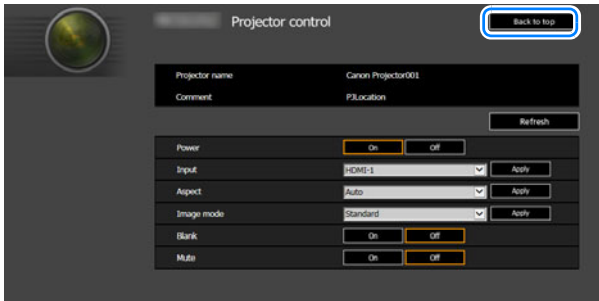 Projector control
Back to top
Projector name Canon Projector001
Comment PJLocation
Refresh
Power On Off
Input HDMI-1 Apply
Aspect Auto Apply
Image mode Standard Apply
Blank On Off
Mute On Off